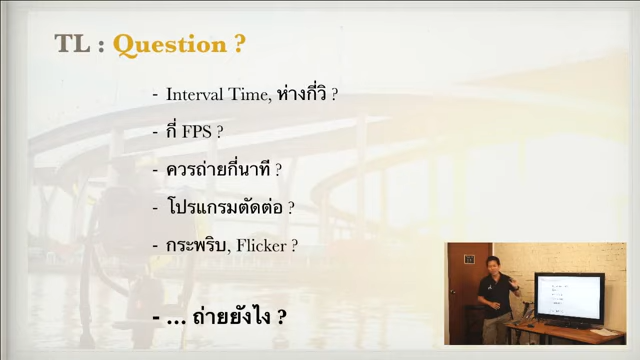 TL : Question ?
- Interval Time, ห่างกี่วิ ?
- กี่ FPS ?
- ควรถ่ายกี่นาที ?
- โปรแกรมตัดต่อ ?
- กระพริบ, Flicker ?
- ... ถ่ายยังไง ?